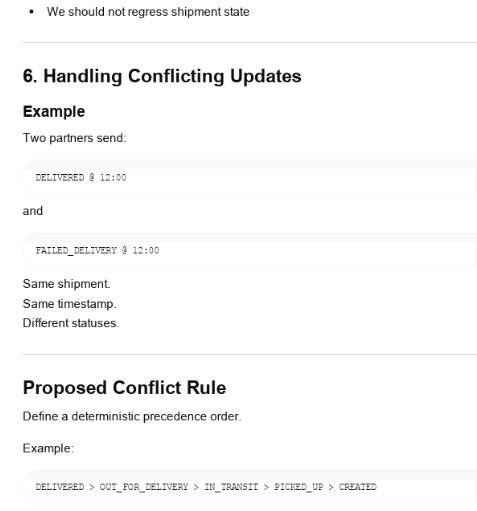 • We should not regress shipment state
6. Handling Conflicting Updates
Example
Two partners send:
DELIVERED @ 12:00
and
FAILED_DELIVERY @ 12:00
Same shipment.
Same timestamp.
Different statuses.
Proposed Conflict Rule
Define a deterministic precedence order.
Example:
DELIVERED > OUT_FOR_DELIVERY > IN_TRANSIT > PICKED_UP > CREATED